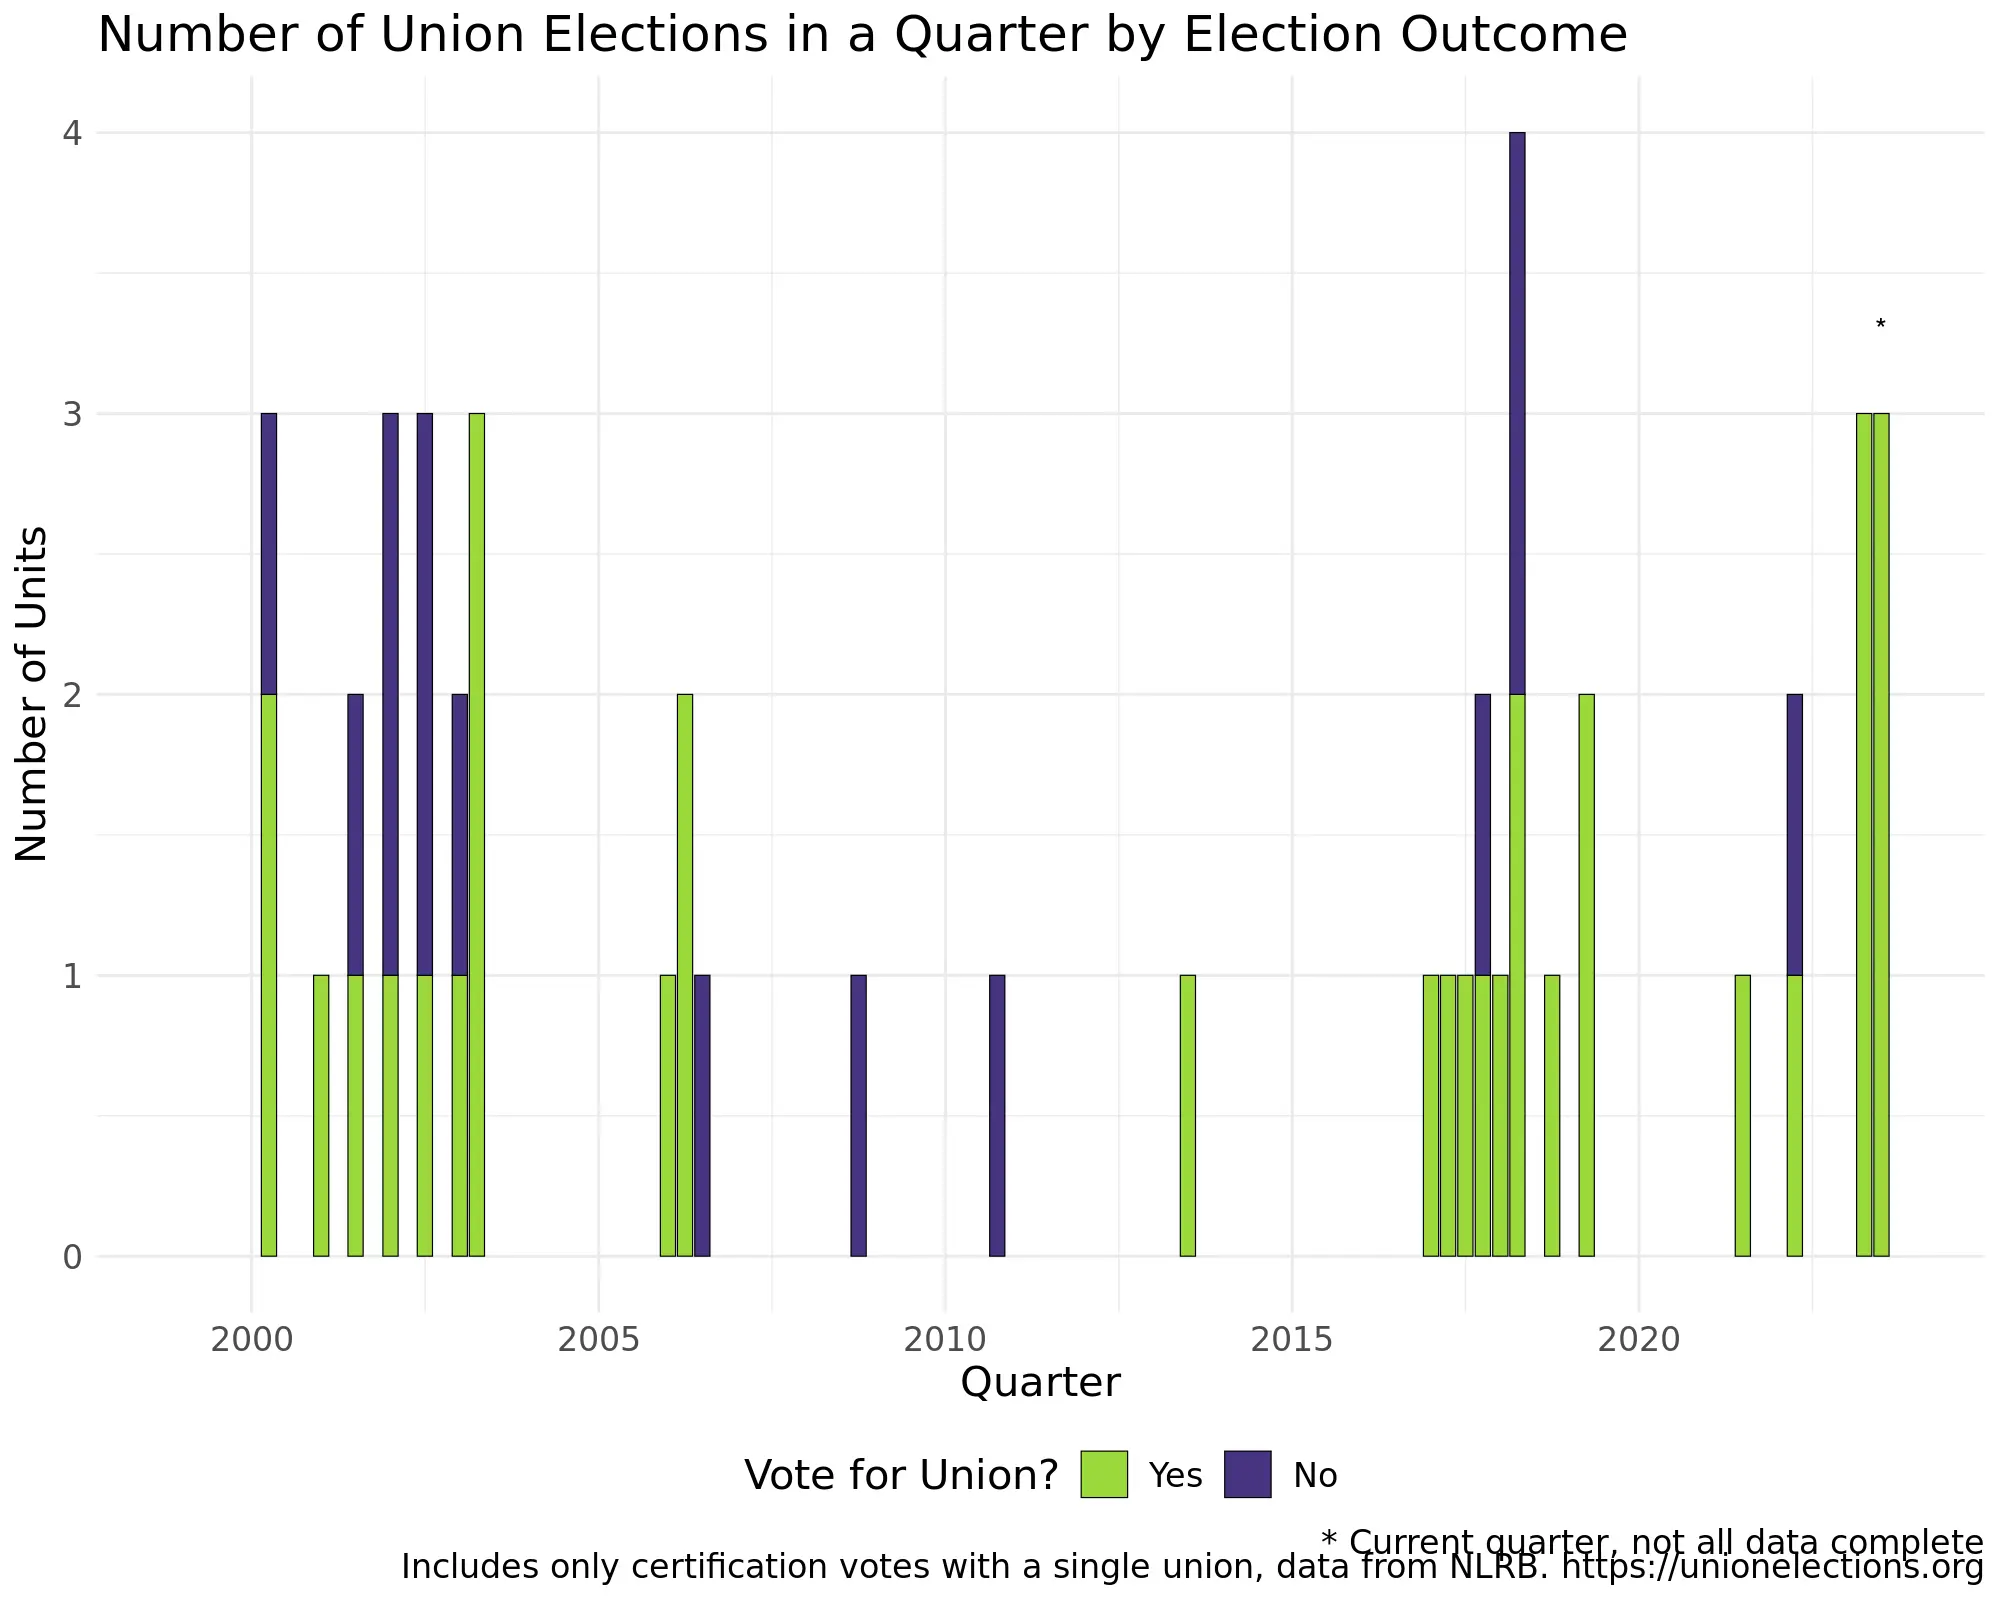 Number of Union Elections in a Quarter by Election Outcome
4
*
3
2
1
0
Number of Units
2000 2005 2010 2015 2020
Quarter
Vote for Union? Yes No
* Current quarter, not all data complete
Includes only certification votes with a single union, data from NLRB. https://unionelections.org